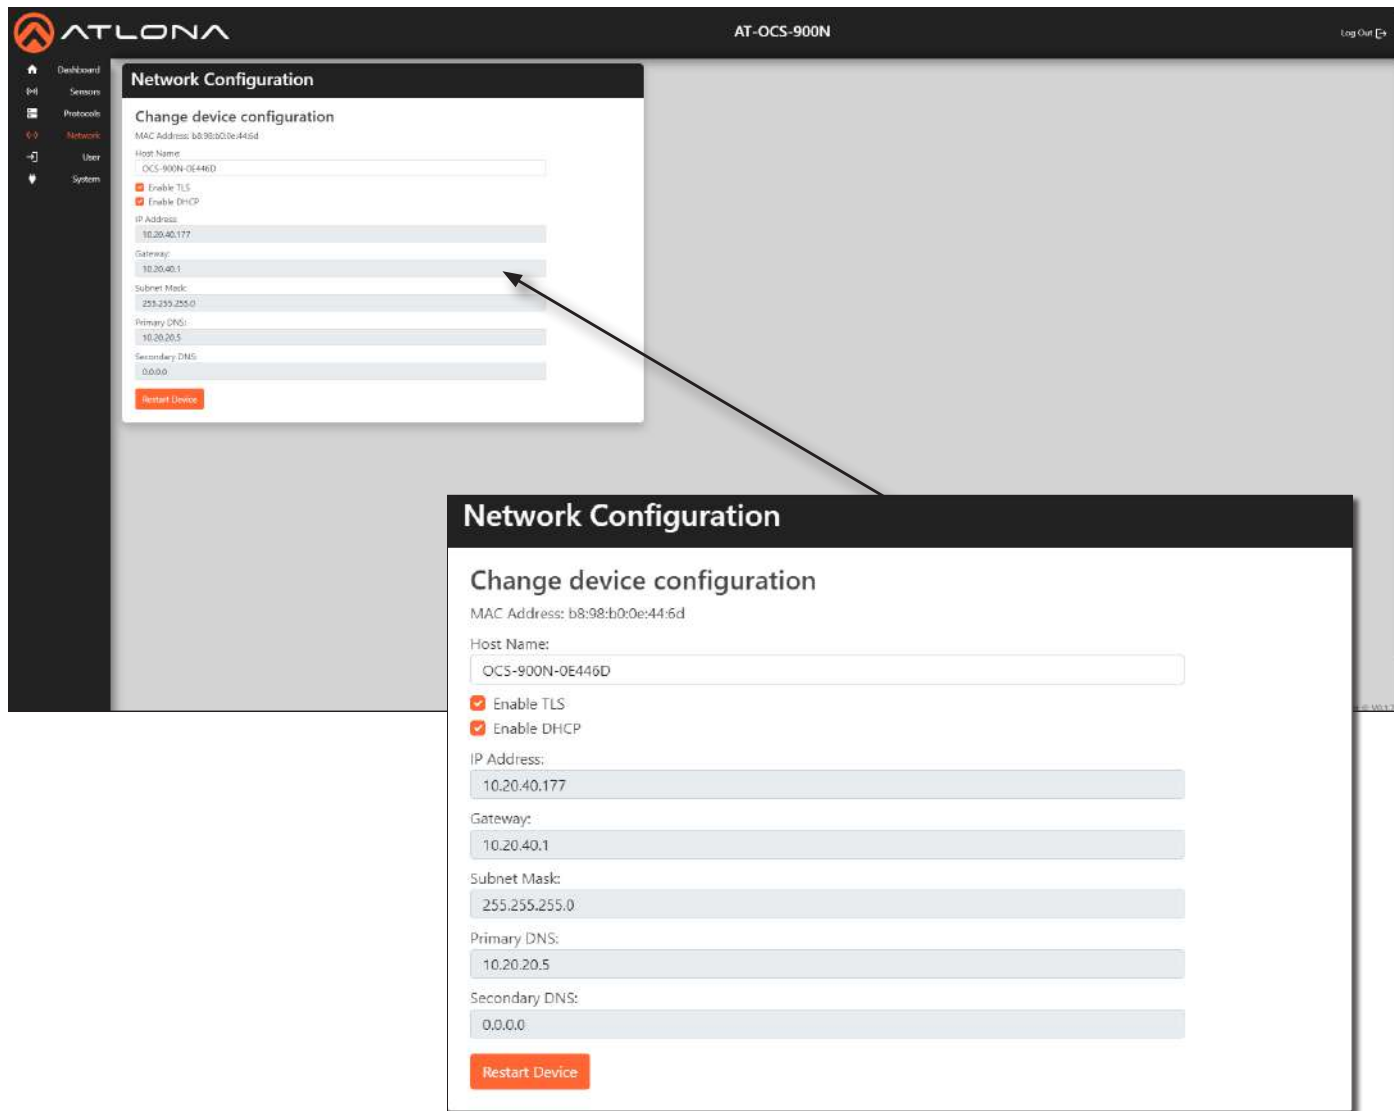 ATLONA
AT-OCS-900N
Log Out
Dashboard
Sensors
Protocols
Network
User
System
Network Configuration
Change device configuration
MAC Address: b8:98:b0:0e:44:6d
Host Name:
OCS-900N-0E446D
Enable TLS
Enable DHCP
IP Address:
10.20.40.177
Gateway:
10.20.40.1
Subnet Mask:
255.255.255.0
Primary DNS:
10.20.20.5
Secondary DNS:
0.0.0.0
Restart Device
Network Configuration
Change device configuration
MAC Address: b8:98:b0:0e:44:6d
Host Name:
OCS-900N-0E446D
Enable TLS
Enable DHCP
IP Address:
10.20.40.177
Gateway:
10.20.40.1
Subnet Mask:
255.255.255.0
Primary DNS:
10.20.20.5
Secondary DNS:
0.0.0.0
Restart Device